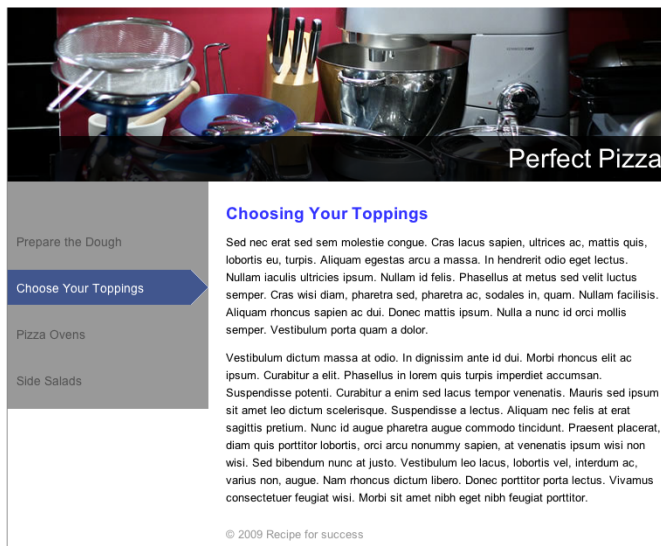 Perfect Pizza
Prepare the Dough
Choose Your Toppings
Pizza Ovens
Side Salads
Choosing Your Toppings
Sed nec erat sed sem molestie congue. Cras lacus sapien, ultrices ac, mattis quis,
lobortis eu, turpis. Aliquam egestas arcu a massa. In hendrerit odio eget lectus.
Nullam iaculis ultricies ipsum. Nullam id felis. Phasellus at metus sed velit luctus
semper. Cras wisi diam, pharetra sed, pharetra ac, sodales in, quam. Nullam facilisis.
Aliquam rhoncus sapien ac dui. Donec mattis ipsum. Nulla a nunc id orci mollis
semper. Vestibulum porta quam a dolor.
Vestibulum dictum massa at odio. In dignissim ante id dui. Morbi rhoncus elit ac
ipsum. Curabitur a elit. Phasellus in lorem quis turpis imperdiet accumsan.
Suspendisse potenti. Curabitur a enim sed lacus tempor venenatis. Mauris sed ipsum
sit amet leo dictum scelerisque. Suspendisse a lectus. Aliquam nec felis at erat
sagittis pretium. Nunc id augue pharetra augue commodo tincidunt. Praesent placerat,
diam quis porttitor lobortis, orci arcu nonummy sapien, at venenatis ipsum wisi non
wisi. Sed bibendum nunc at justo. Vestibulum leo lacus, lobortis vel, interdum ac,
varius non, augue. Nam rhoncus dictum libero. Donec porttitor porta lectus. Vivamus
consectetuer feugiat wisi. Morbi sit amet nibh eget nibh feugiat porttitor.
© 2009 Recipe for success